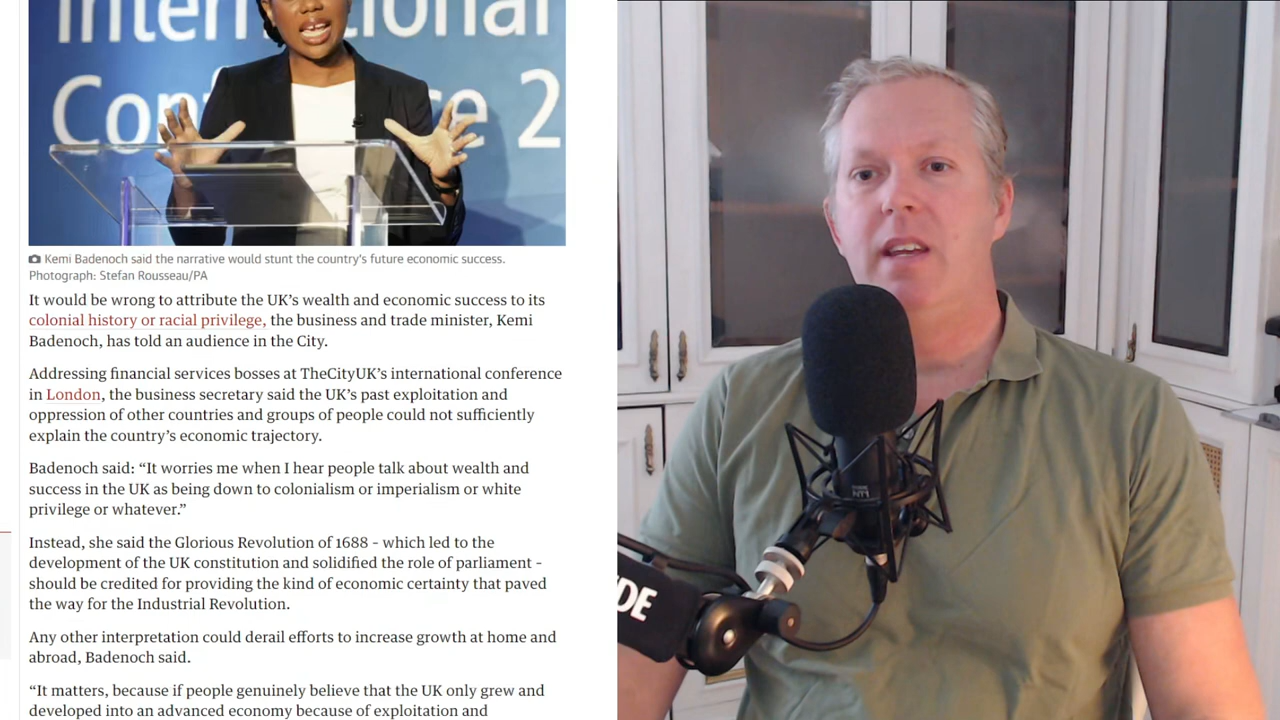 International
Con
e 2
Kemi Badenoch said the narrative would stunt the country's future economic success.
Photograph: Stefan Rousseau/PA
It would be wrong to attribute the UK's wealth and economic success to its
colonial history or racial privilege, the business and trade minister, Kemi
Badenoch, has told an audience in the City.
Addressing financial services bosses at TheCityUK's international conference
in London, the business secretary said the UK's past exploitation and
oppression of other countries and groups of people could not sufficiently
explain the country's economic trajectory.
Badenoch said: “It worries me when I hear people talk about wealth and
success in the UK as being down to colonialism or imperialism or white
privilege or whatever.”
Instead, she said the Glorious Revolution of 1688 – which led to the
development of the UK constitution and solidified the role of parliament –
should be credited for providing the kind of economic certainty that paved
the way for the Industrial Revolution.
Any other interpretation could derail efforts to increase growth at home and
abroad, Badenoch said.
“It matters, because if people genuinely believe that the UK only grew and
developed into an advanced economy because of exploitation and
NT1
DE